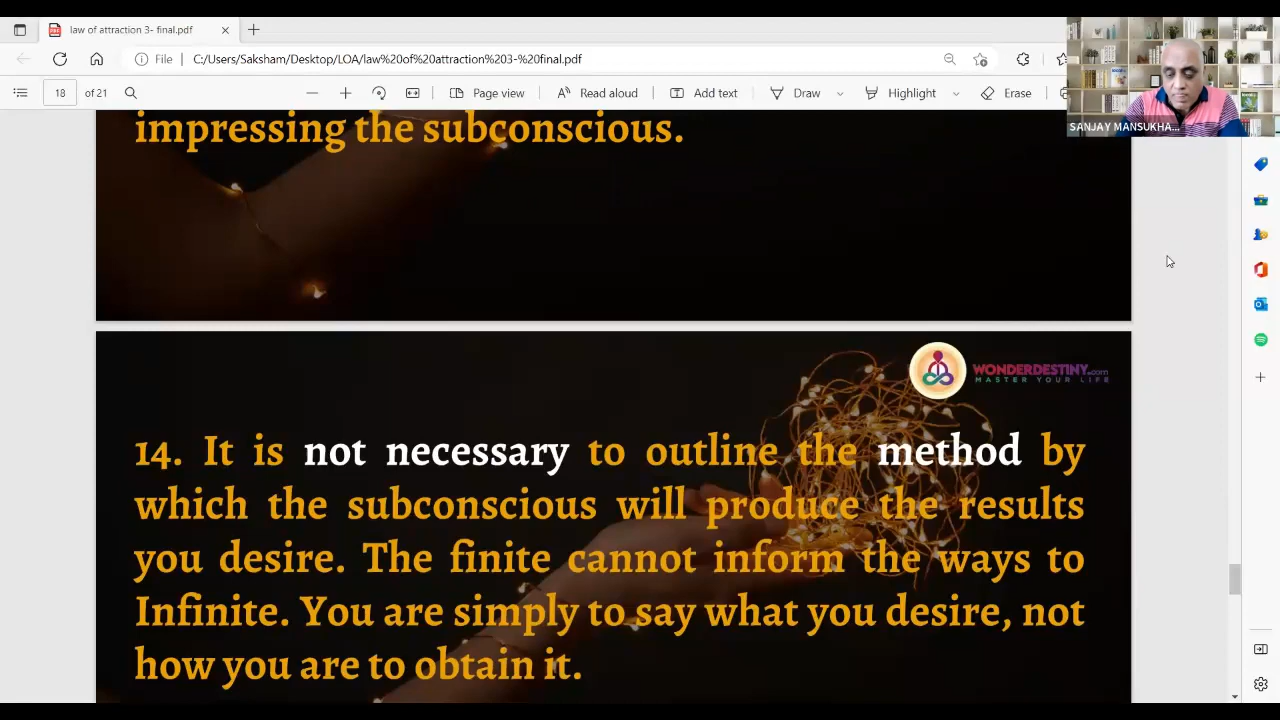 law of attraction 3- final.pdf
File
C:/Users/Saksham/Desktop/LOA/law%20of%20attraction%203-%20final.pdf
18 of 21
Page view
Read aloud
Add text
Draw
Highlight
Erase
SANJAY MANSUKHA...
impressing the subconscious.
WONDERDESTINY.com
MASTER YOUR LIFE
14. It is not necessary to outline the method by
which the subconscious will produce the results
you desire. The finite cannot inform the ways to
Infinite. You are simply to say what you desire, not
how you are to obtain it.